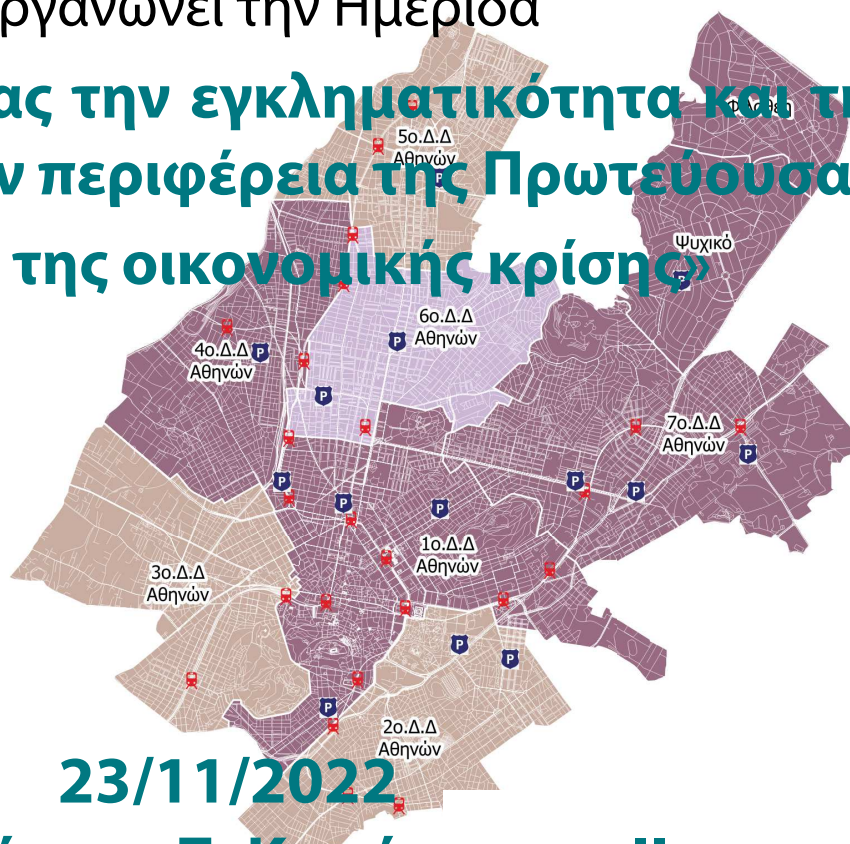 ργανώνει την Ημερίδα
ας την εγκληματικότητα και τη
ν περιφέρεια της Πρωτεύουσα
της οικονομικής κρίσης»
5ο.Δ.Δ
Αθηνών
Ψυχικό
6ο.Δ.Δ
Αθηνών
4ο.Δ.Δ
Αθηνών
7ο.Δ.Δ
Αθηνών
1ο.Δ.Δ
Αθηνών
3ο.Δ.Δ
Αθηνών
2ο.Δ.Δ
Αθηνών
23/11/2022